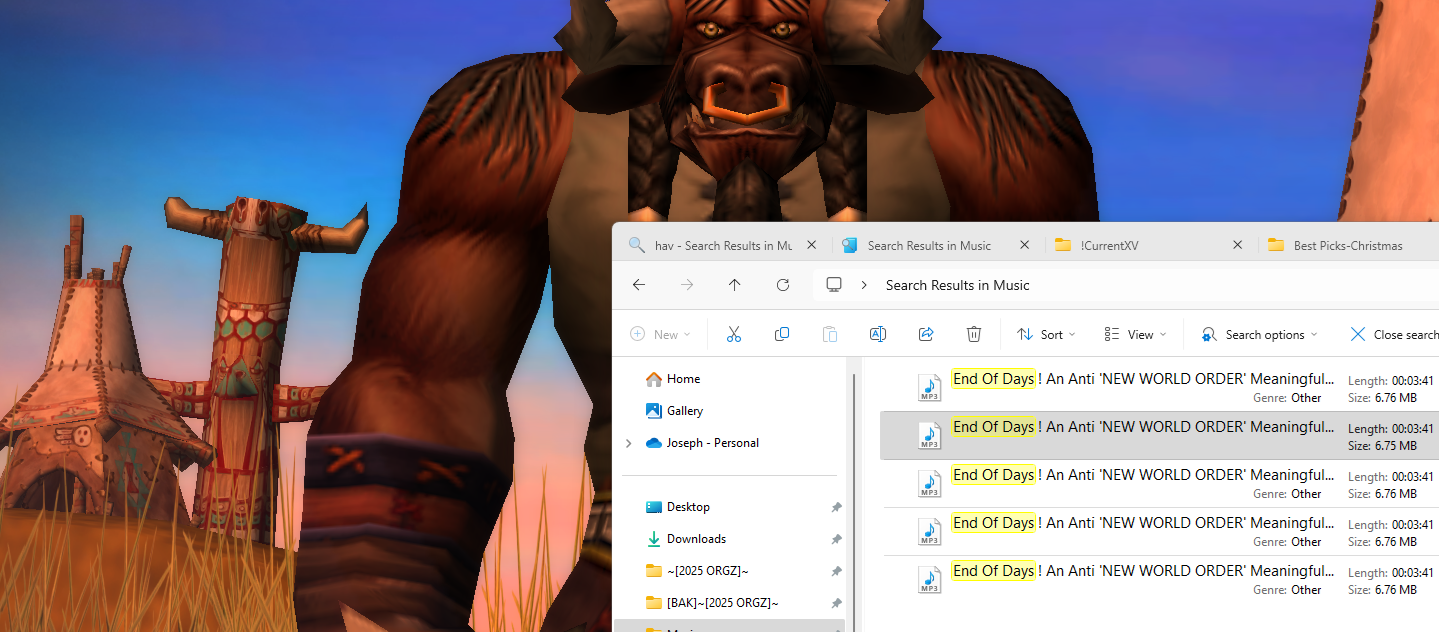 hav - Search Results in Mu
Search Results in Music
!CurrentXV
Best Picks-Christmas
Search Results in Music
New
Sort
View
Search options
Close search
Home
Gallery
Joseph - Personal
Desktop
Downloads
~[2025 ORGZ]~
[BAK]~[2025 ORGZ]~
End Of Days ! An Anti 'NEW WORLD ORDER' Meaningful... Length: 00:03:41
MP3 Genre: Other Size: 6.76 MB
End Of Days ! An Anti 'NEW WORLD ORDER' Meaningful... Length: 00:03:41
MP3 Size: 6.75 MB
End Of Days ! An Anti 'NEW WORLD ORDER' Meaningful... Length: 00:03:41
MP3 Genre: Other Size: 6.76 MB
End Of Days ! An Anti 'NEW WORLD ORDER' Meaningful... Length: 00:03:41
MP3 Genre: Other Size: 6.76 MB
End Of Days ! An Anti 'NEW WORLD ORDER' Meaningful... Length: 00:03:41
MP3 Genre: Other Size: 6.76 MB